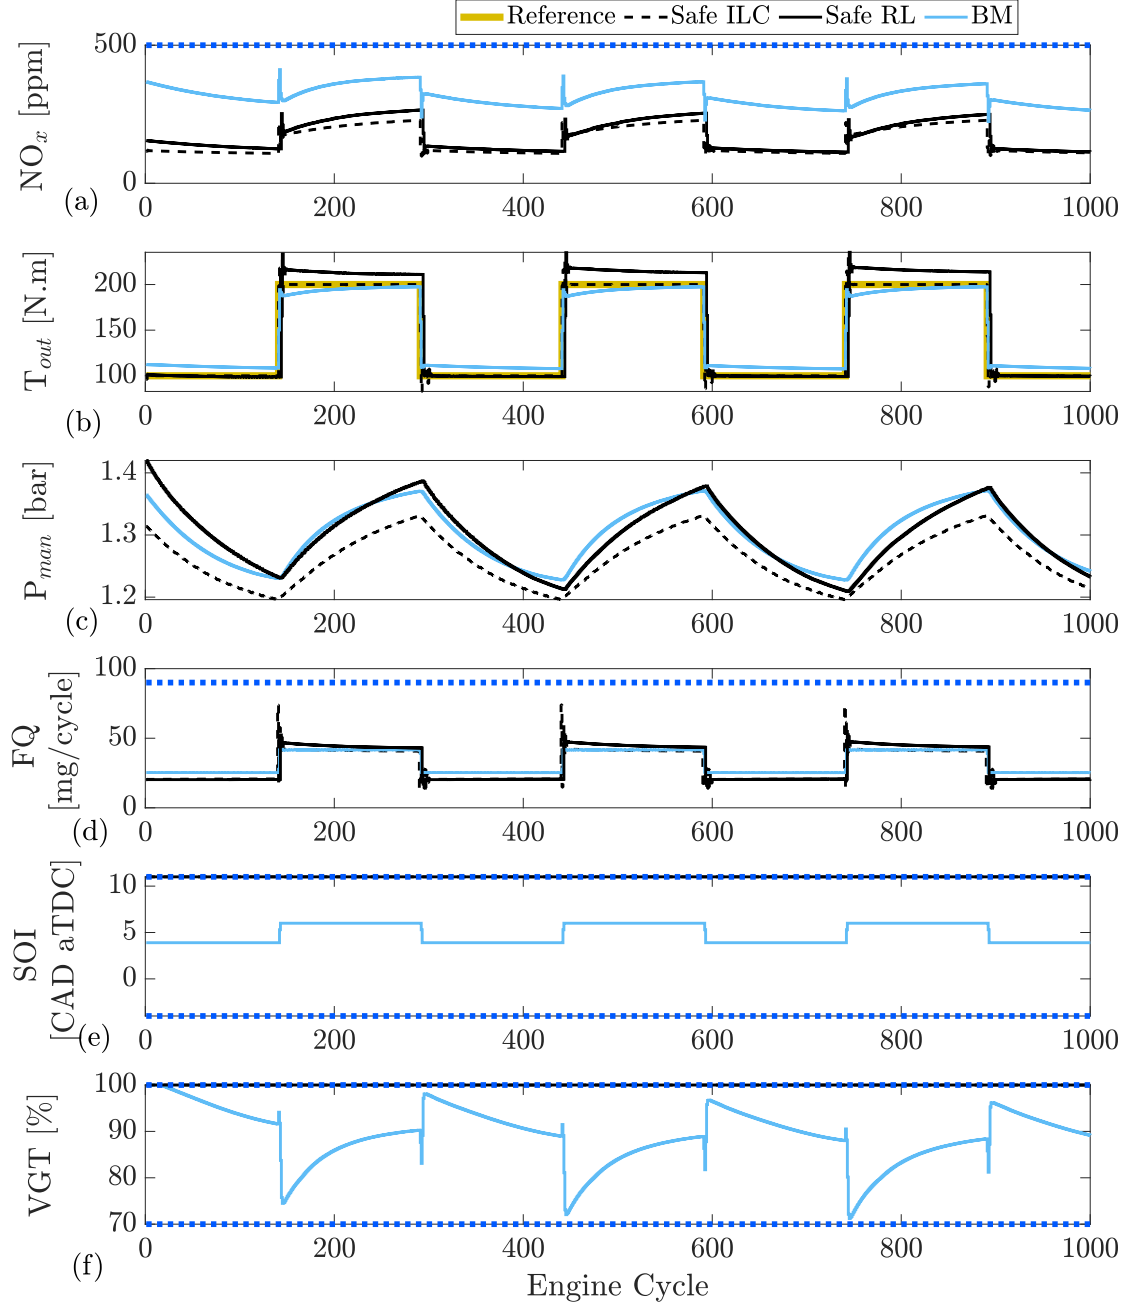 Reference Safe ILC Safe RL BM
NOx [ppm]
500
0
(a)
0 200 400 600 800 1000
Tout [N.m]
200
150
100
(b)
0 200 400 600 800 1000
Pman [bar]
1.4
1.3
1.2
(c)
0 200 400 600 800 1000
FQ
[mg/cycle]
100
50
0
(d)
0 200 400 600 800 1000
SOI
[CAD aTDC]
10
5
0
(e)
0 200 400 600 800 1000
VGT [%]
100
90
80
70
(f)
0 200 400 600 800 1000
Engine Cycle